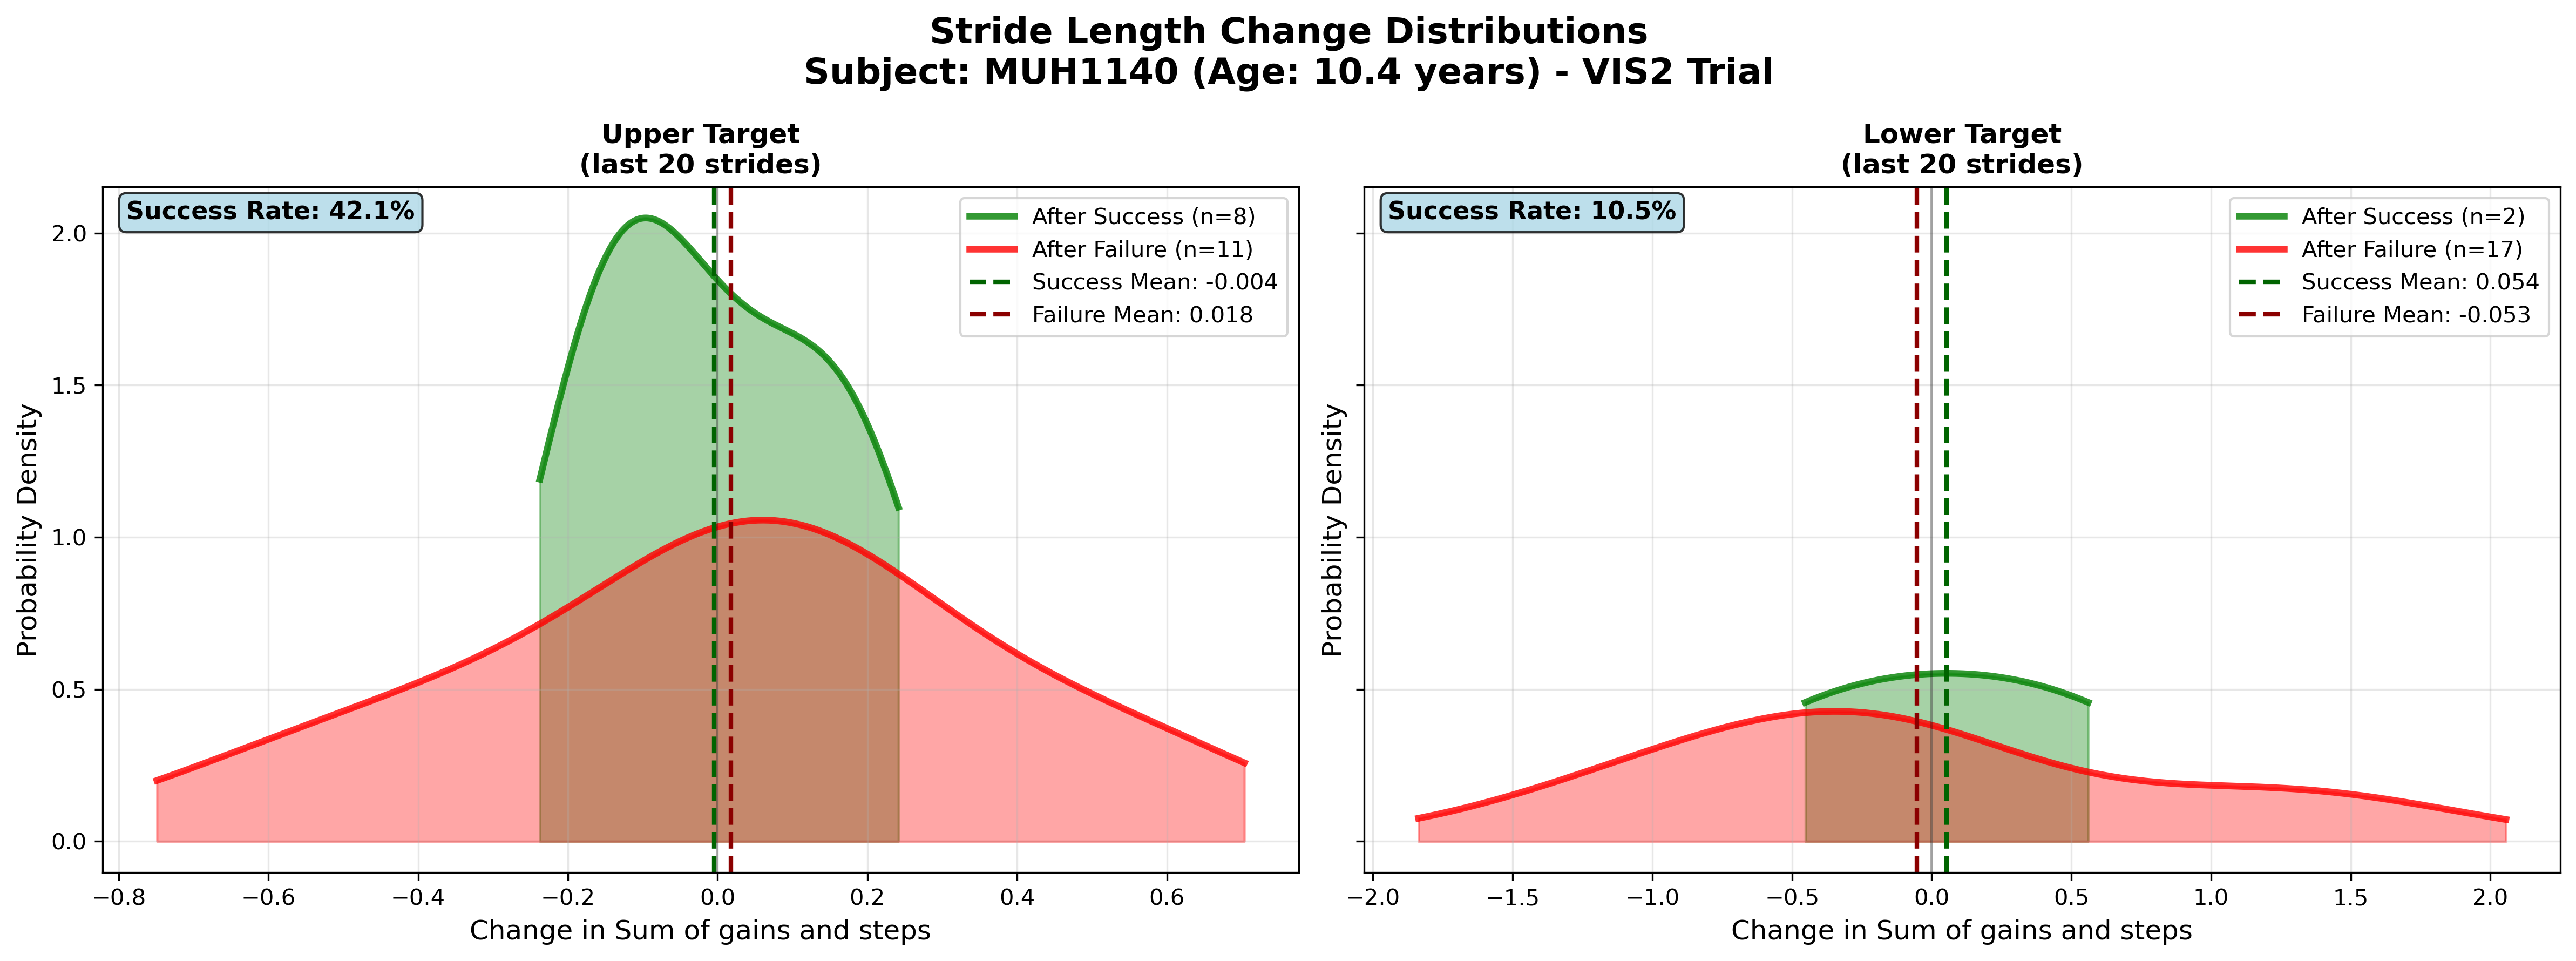 Stride Length Change Distributions
Subject: MUH1140 (Age: 10.4 years) - VIS2 Trial
Upper Target
(last 20 strides)
Success Rate: 42.1%
After Success (n=8)
After Failure (n=11)
Success Mean: -0.004
Failure Mean: 0.018
Probability Density
2.0
1.5
1.0
0.5
0.0
−0.8 −0.6 −0.4 −0.2 0.0 0.2 0.4 0.6
Change in Sum of gains and steps
Lower Target
(last 20 strides)
Success Rate: 10.5%
After Success (n=2)
After Failure (n=17)
Success Mean: 0.054
Failure Mean: -0.053
Probability Density
−2.0 −1.5 −1.0 −0.5 0.0 0.5 1.0 1.5 2.0
Change in Sum of gains and steps